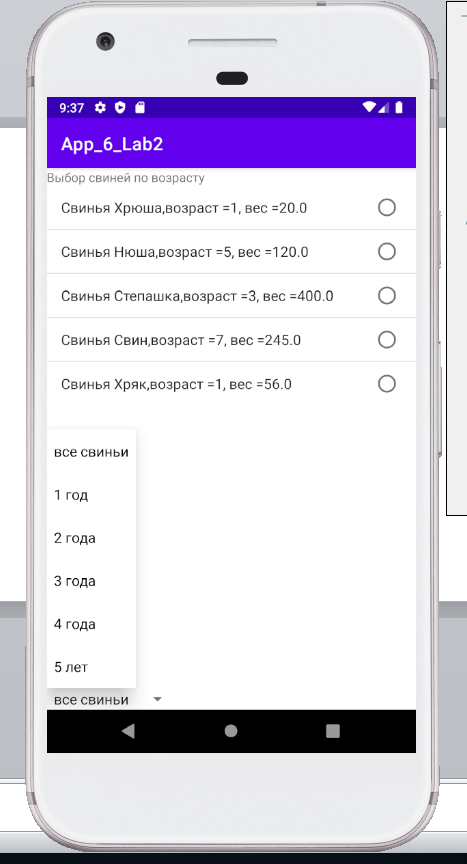 9:37
App_6_Lab2
Выбор свиней по возрасту
Свинья Хрюша,возраст =1, вес =20.0
Свинья Нюша,возраст =5, вес =120.0
Свинья Степашка,возраст =3, вес =400.0
Свинья Свин,возраст =7, вес =245.0
Свинья Хряк,возраст =1, вес =56.0
все свиньи
1 год
2 года
3 года
4 года
5 лет
все свиньи